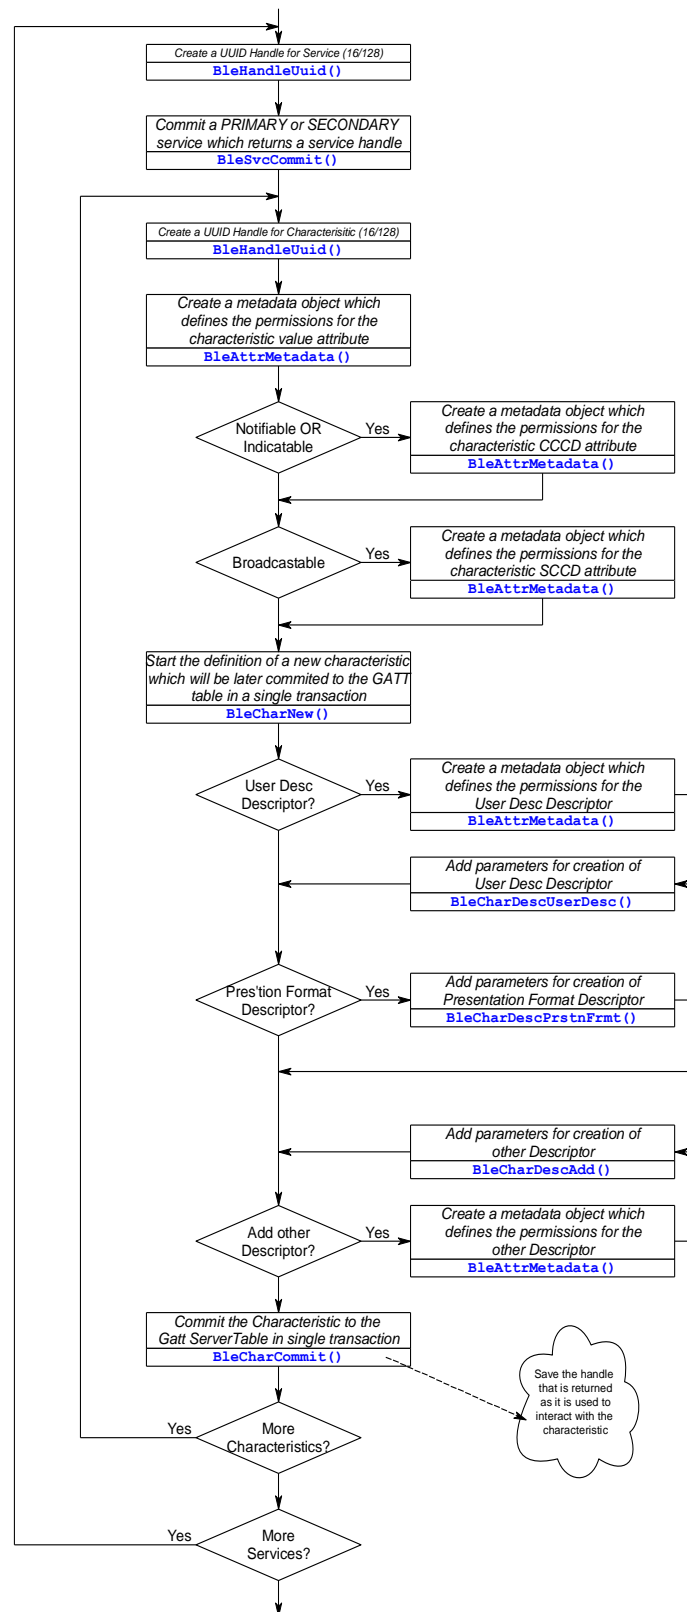 Create a UUID Handle for Service (16/128)
BleHandleUuid()
Commit a PRIMARY or SECONDARY
service which returns a service handle
BleSvcCommit()
Create a UUID Handle for Characterisitic (16/128)
BleHandleUuid()
Create a metadata object which
defines the permissions for the
characteristic value attribute
BleAttrMetadata()
Notifiable OR
Indicatable
Yes
Create a metadata object which
defines the permissions for the
characteristic CCCD attribute
BleAttrMetadata()
Broadcastable
Yes
Create a metadata object which
defines the permissions for the
characteristic SCCD attribute
BleAttrMetadata()
Start the definition of a new characteristic
which will be later commited to the GATT
table in a single transaction
BleCharNew()
User Desc
Descriptor?
Yes
Create a metadata object which
defines the permissions for the
User Desc Descriptor
BleAttrMetadata()
Add parameters for creation of
User Desc Descriptor
BleCharDescUserDesc()
Pres'tion Format
Descriptor?
Yes
Add parameters for creation of
Presentation Format Descriptor
BleCharDescPrstnFrmt()
Add parameters for creation of
other Descriptor
BleCharDescAdd()
Add other
Descriptor?
Yes
Create a metadata object which
defines the permissions for the
other Descriptor
BleAttrMetadata()
Commit the Characteristic to the
Gatt ServerTable in single transaction
BleCharCommit()
Save the handle
that is returned
as it is used to
interact with the
characteristic
More
Characteristics?
Yes
More
Services?
Yes